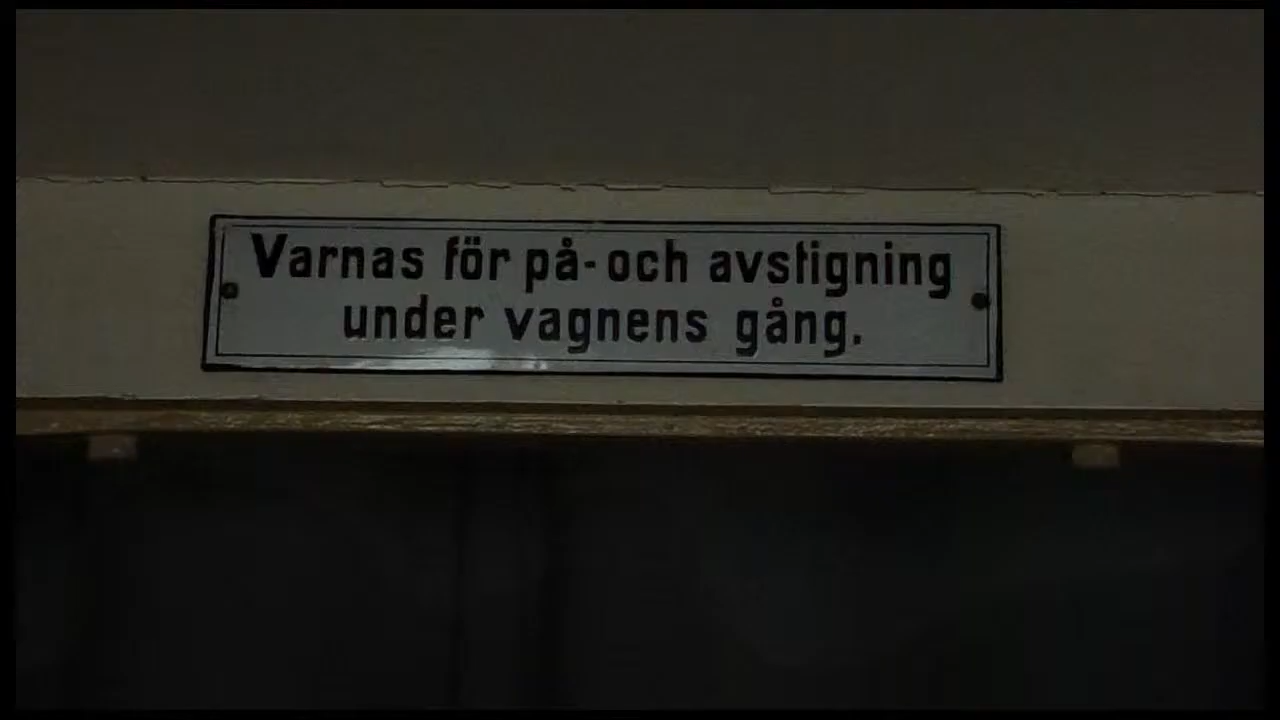 Varnas för på- och avstigning
under vagnens gång.